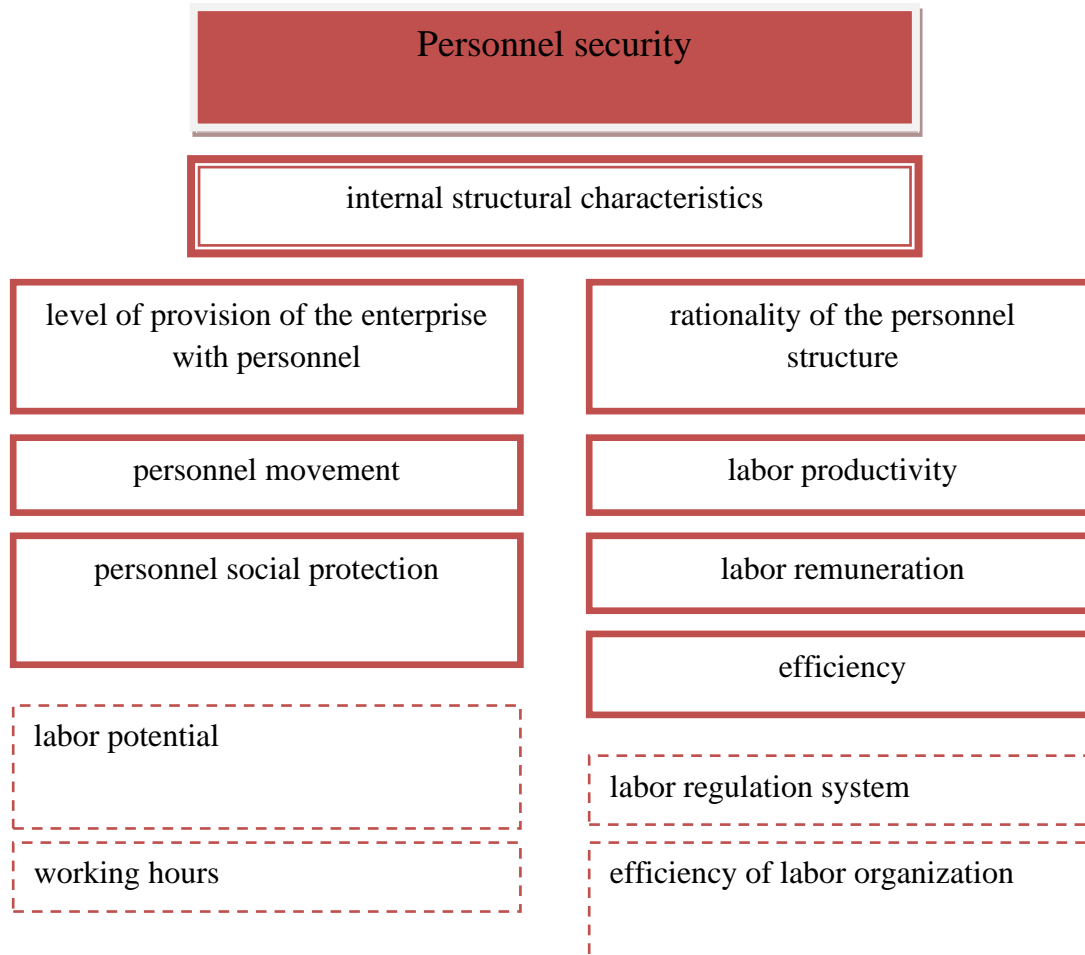 Personnel security
internal structural characteristics
level of provision of the enterprise
with personnel
rationality of the personnel
structure
personnel movement
labor productivity
personnel social protection
labor remuneration
efficiency
labor potential
labor regulation system
working hours
efficiency of labor organization